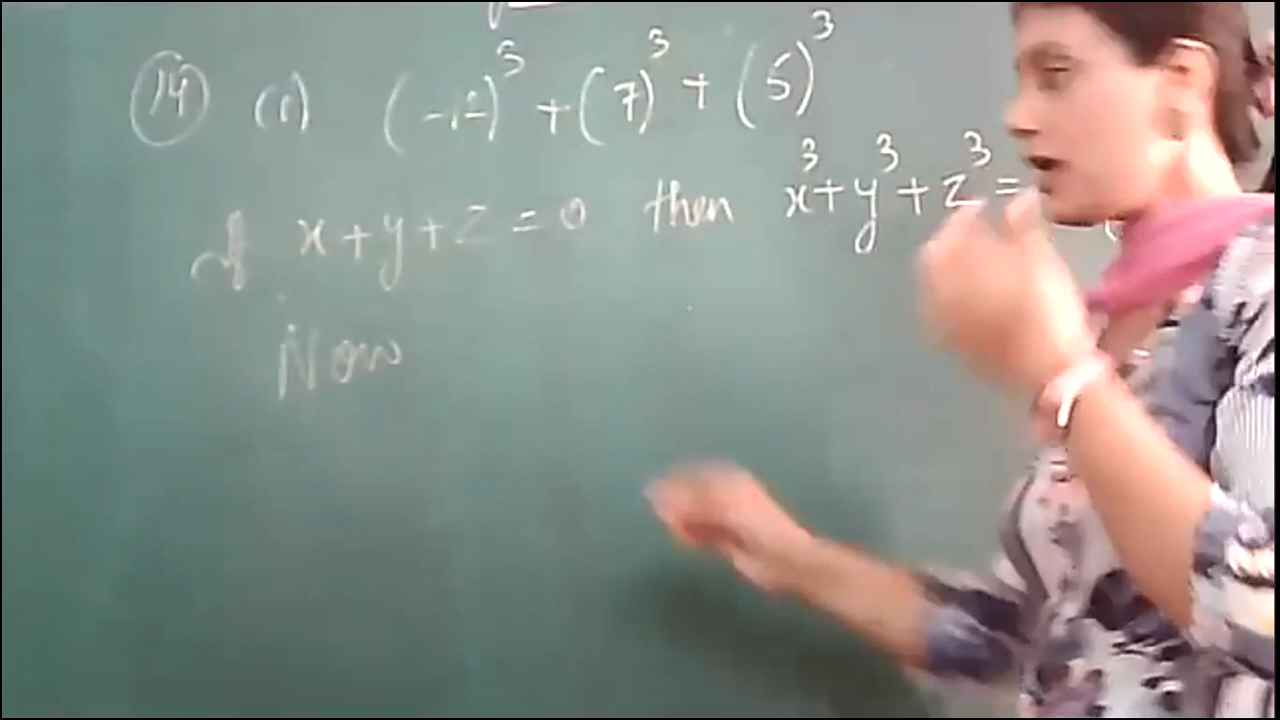 (14) (i) (-12)³ + (7)³ + (5)³
If x + y + z = 0 then x³ + y³ + z³ =
Now